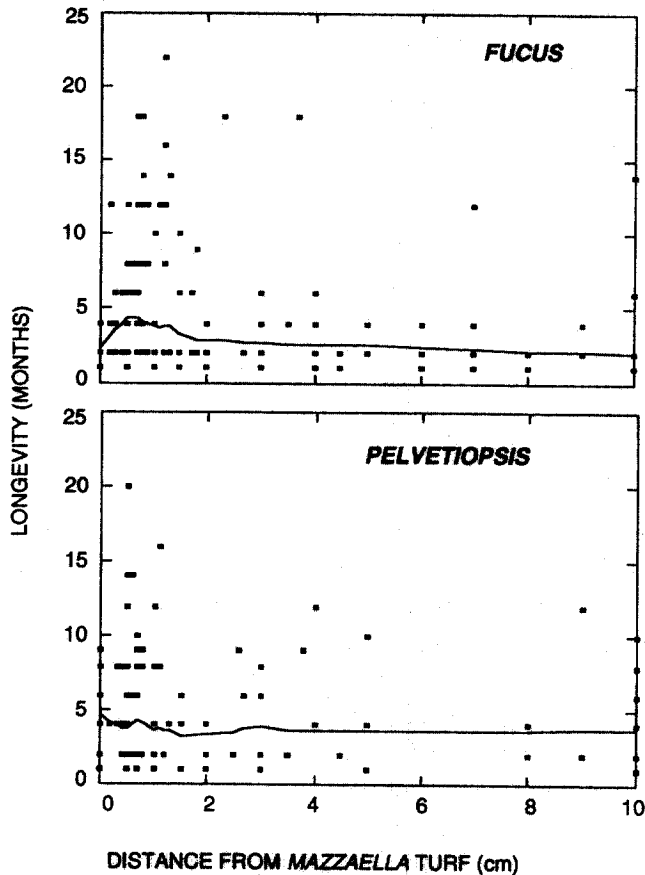 25
20
15
10
5
0
FUCUS
LONGEVITY (MONTHS)
25
20
15
10
5
0
PELVETIOPSIS
0 2 4 6 8 10
DISTANCE FROM MAZZAELLA TURF (cm)